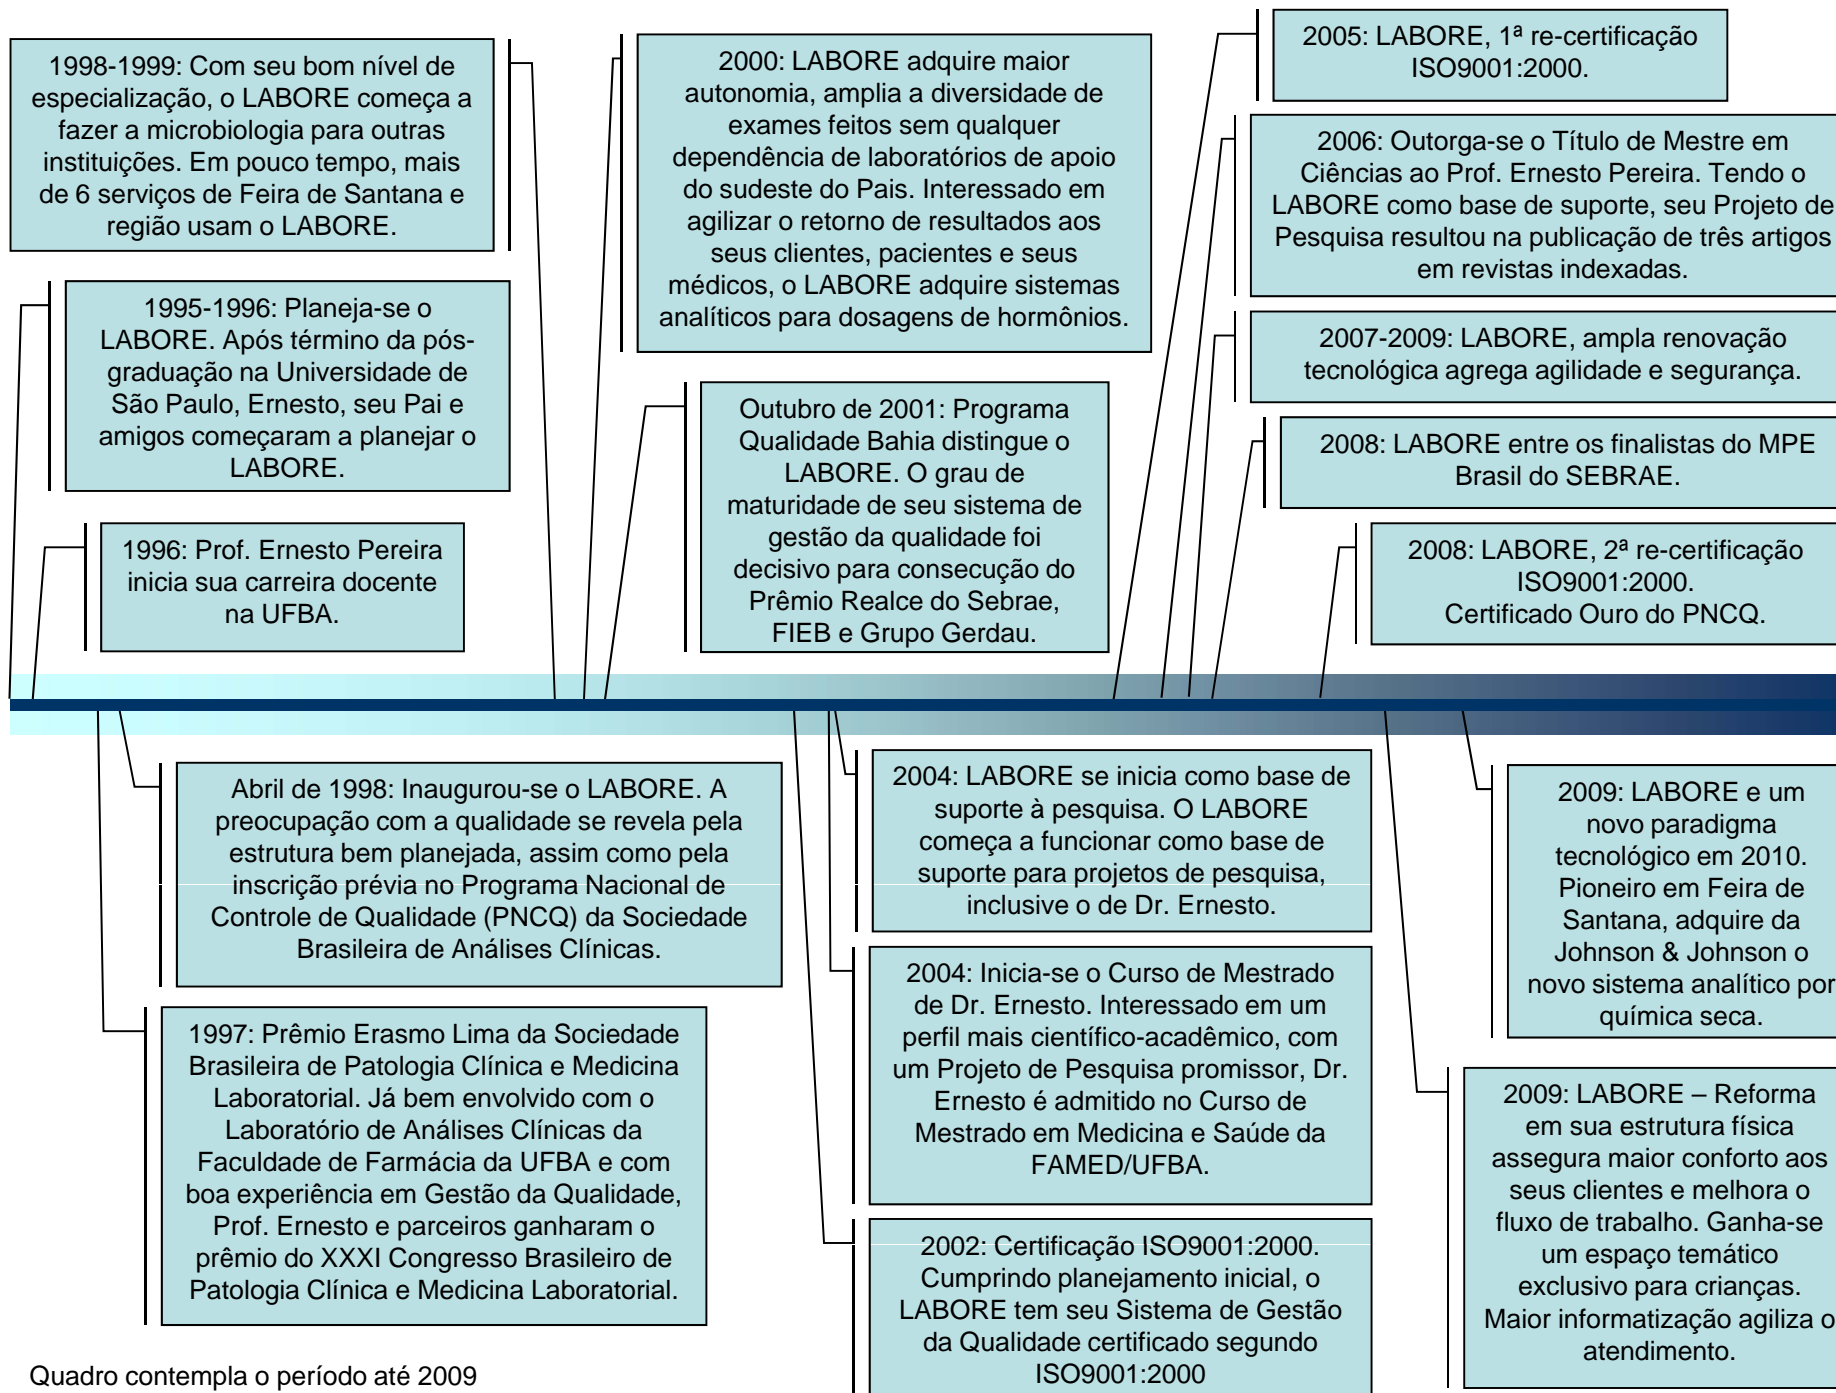 1998-1999: Com seu bom nível de
especialização, o LABORE começa a
fazer a microbiologia para outras
instituições. Em pouco tempo, mais
de 6 serviços de Feira de Santana e
região usam o LABORE.
1995-1996: Planeja-se o
LABORE. Após término da pós-
graduação na Universidade de
São Paulo, Ernesto, seu Pai e
amigos começaram a planejar o
LABORE.
1996: Prof. Ernesto Pereira
inicia sua carreira docente
na UFBA.
2000: LABORE adquire maior
autonomia, amplia a diversidade de
exames feitos sem qualquer
dependência de laboratórios de apoio
do sudeste do Pais. Interessado em
agilizar o retorno de resultados aos
seus clientes, pacientes e seus
médicos, o LABORE adquire sistemas
analíticos para dosagens de hormônios.
Outubro de 2001: Programa
Qualidade Bahia distingue o
LABORE. O grau de
maturidade de seu sistema de
gestão da qualidade foi
decisivo para consecução do
Prêmio Realce do Sebrae,
FIEB e Grupo Gerdau.
2005: LABORE, 1ª re-certificação
ISO9001:2000.
2006: Outorga-se o Título de Mestre em
Ciências ao Prof. Ernesto Pereira. Tendo o
LABORE como base de suporte, seu Projeto de
Pesquisa resultou na publicação de três artigos
em revistas indexadas.
2007-2009: LABORE, ampla renovação
tecnológica agrega agilidade e segurança.
2008: LABORE entre os finalistas do MPE
Brasil do SEBRAE.
2008: LABORE, 2ª re-certificação
ISO9001:2000.
Certificado Ouro do PNCQ.
Abril de 1998: Inaugurou-se o LABORE. A
preocupação com a qualidade se revela pela
estrutura bem planejada, assim como pela
inscrição prévia no Programa Nacional de
Controle de Qualidade (PNCQ) da Sociedade
Brasileira de Análises Clínicas.
1997: Prêmio Erasmo Lima da Sociedade
Brasileira de Patologia Clínica e Medicina
Laboratorial. Já bem envolvido com o
Laboratório de Análises Clínicas da
Faculdade de Farmácia da UFBA e com
boa experiência em Gestão da Qualidade,
Prof. Ernesto e parceiros ganharam o
prêmio do XXXI Congresso Brasileiro de
Patologia Clínica e Medicina Laboratorial.
2004: LABORE se inicia como base de
suporte à pesquisa. O LABORE
começa a funcionar como base de
suporte para projetos de pesquisa,
inclusive o de Dr. Ernesto.
2004: Inicia-se o Curso de Mestrado
de Dr. Ernesto. Interessado em um
perfil mais científico-acadêmico, com
um Projeto de Pesquisa promissor, Dr.
Ernesto é admitido no Curso de
Mestrado em Medicina e Saúde da
FAMED/UFBA.
2002: Certificação ISO9001:2000.
Cumprindo planejamento inicial, o
LABORE tem seu Sistema de Gestão
da Qualidade certificado segundo
ISO9001:2000
2009: LABORE e um
novo paradigma
tecnológico em 2010.
Pioneiro em Feira de
Santana, adquire da
Johnson & Johnson o
novo sistema analítico por
química seca.
2009: LABORE – Reforma
em sua estrutura física
assegura maior conforto aos
seus clientes e melhora o
fluxo de trabalho. Ganha-se
um espaço temático
exclusivo para crianças.
Maior informatização agiliza o
atendimento.
Quadro contempla o período até 2009